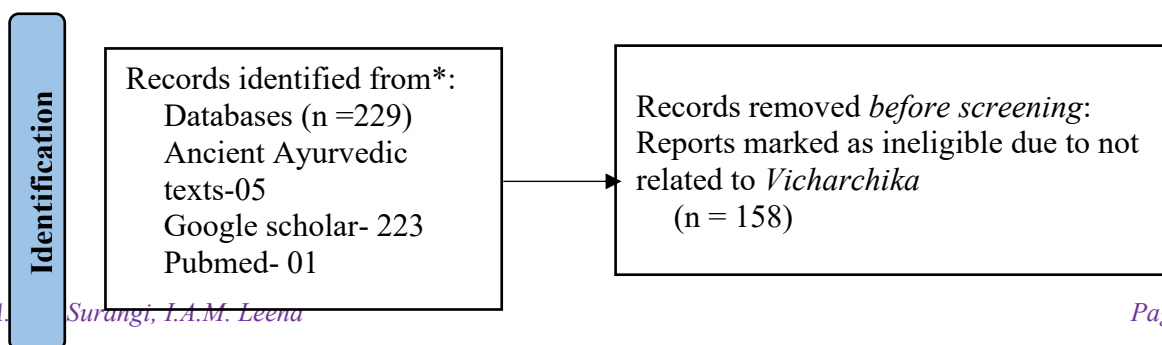 Identification
Records identified from*:
Databases (n =229)
Ancient Ayurvedic
texts-05
Google scholar- 223
Pubmed- 01
Records removed before screening:
Reports marked as ineligible due to not
related to Vicharchika
(n = 158)
Surangi, I.A.M. Leena